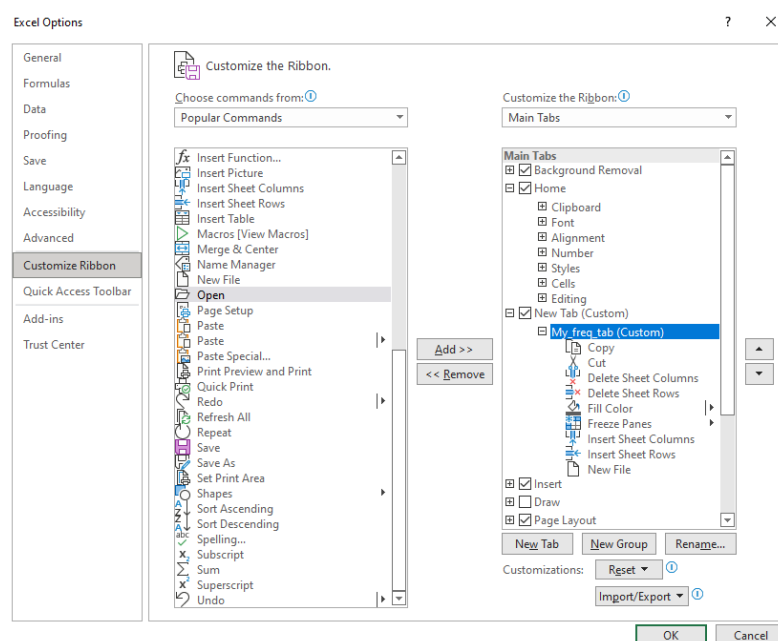 Excel Options
?
General
Formulas
Data
Proofing
Save
Language
Accessibility
Advanced
Customize Ribbon
Quick Access Toolbar
Add-ins
Trust Center
Customize the Ribbon.
Choose commands from:
Popular Commands
Insert Function...
Insert Picture
Insert Sheet Columns
Insert Sheet Rows
Insert Table
Macros [View Macros]
Merge & Center
Name Manager
New File
Open
Page Setup
Paste
Paste
Paste Special...
Print Preview and Print
Quick Print
Redo
Refresh All
Repeat
Save
Save As
Set Print Area
Shapes
Sort Ascending
Sort Descending
Spelling...
Subscript
Sum
Superscript
Undo
Add >>
<< Remove
Customize the Ribbon:
Main Tabs
Main Tabs
Background Removal
Home
Clipboard
Font
Alignment
Number
Styles
Cells
Editing
New Tab (Custom)
My_freq_tab (Custom)
Copy
Cut
Delete Sheet Columns
Delete Sheet Rows
Fill Color
Freeze Panes
Insert Sheet Columns
Insert Sheet Rows
New File
Insert
Draw
Page Layout
New Tab
New Group
Rename...
Customizations:
Reset
Import/Export
OK
Cancel